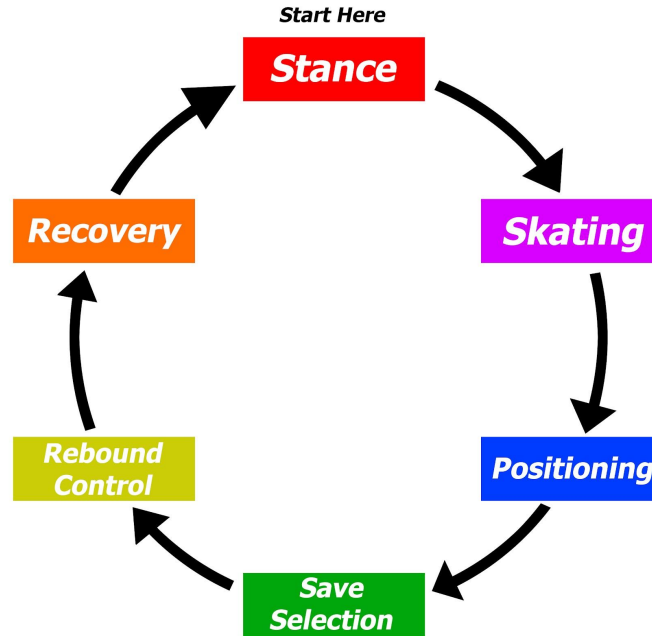 Start Here
Stance
Skating
Positioning
Save
Selection
Rebound
Control
Recovery